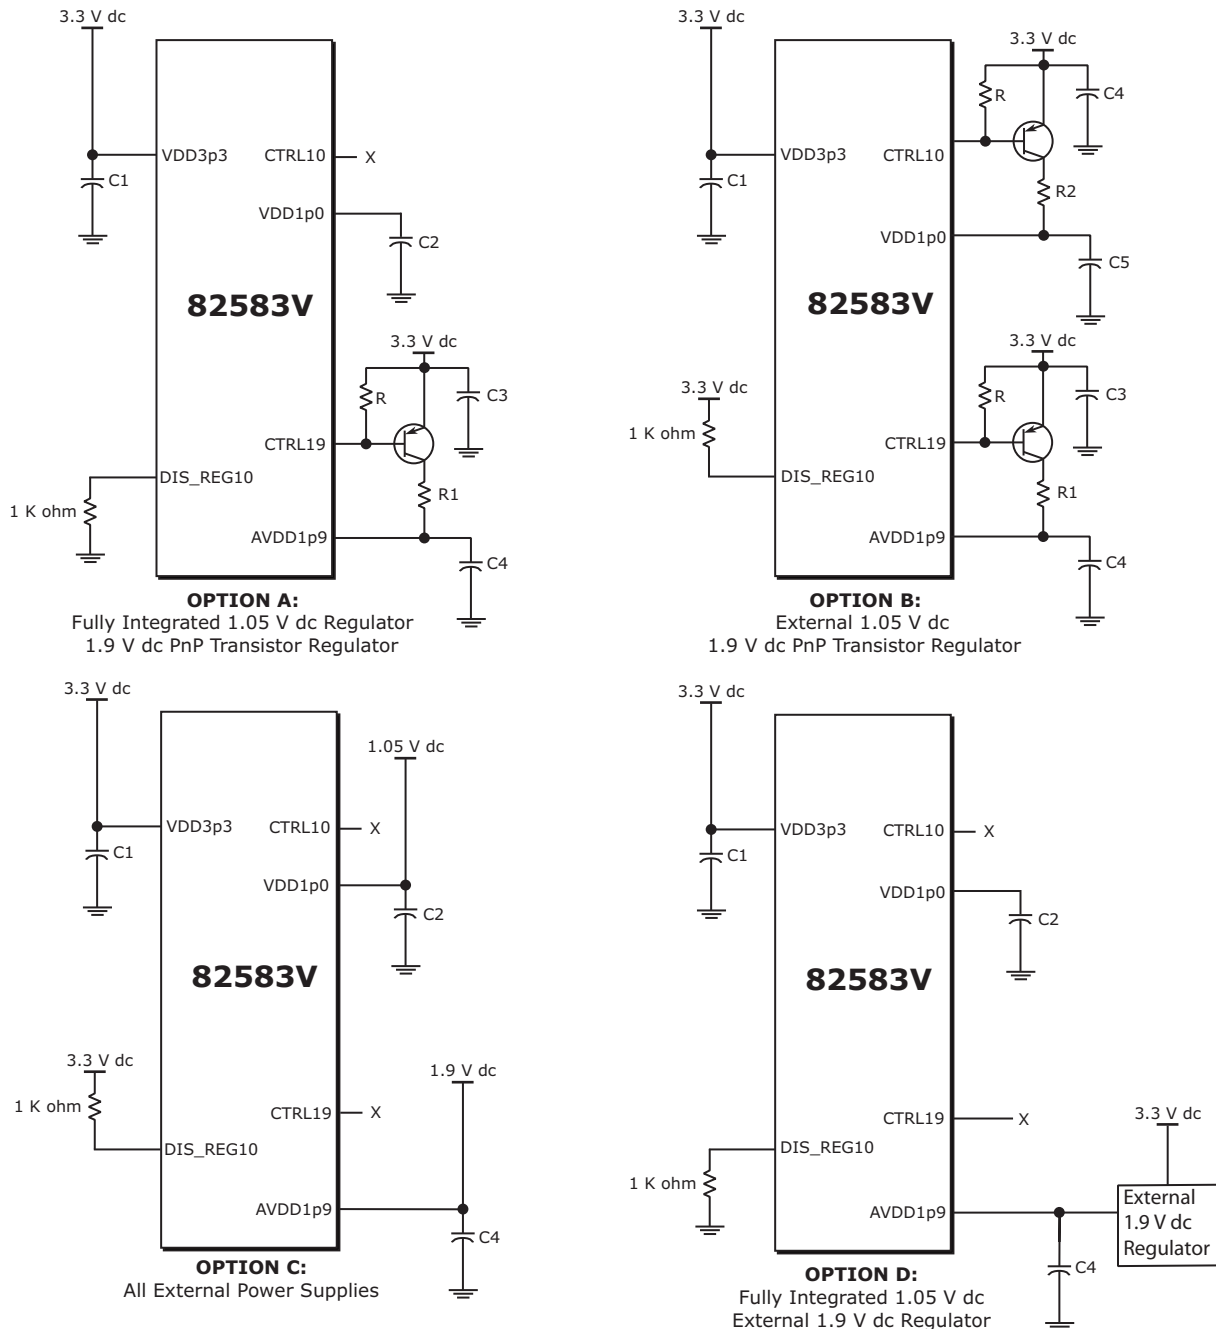 3.3 V dc
VDD3p3
CTRL10
X
C1
VDD1p0
C2
82583V
3.3 V dc
R
C3
CTRL19
DIS_REG10
1 K ohm
R1
AVDD1p9
C4
OPTION A:
Fully Integrated 1.05 V dc Regulator
1.9 V dc PnP Transistor Regulator
3.3 V dc
3.3 V dc
R
C4
VDD3p3
CTRL10
C1
R2
VDD1p0
C5
82583V
3.3 V dc
3.3 V dc
R
C3
1 K ohm
CTRL19
DIS_REG10
R1
AVDD1p9
C4
OPTION B:
External 1.05 V dc
1.9 V dc PnP Transistor Regulator
3.3 V dc
1.05 V dc
VDD3p3
CTRL10
X
C1
VDD1p0
C2
82583V
3.3 V dc
1.9 V dc
1 K ohm
CTRL19
X
DIS_REG10
AVDD1p9
C4
OPTION C:
All External Power Supplies
3.3 V dc
VDD3p3
CTRL10
X
C1
VDD1p0
C2
82583V
CTRL19
X
3.3 V dc
DIS_REG10
1 K ohm
AVDD1p9
External
1.9 V dc
Regulator
C4
OPTION D:
Fully Integrated 1.05 V dc
External 1.9 V dc Regulator